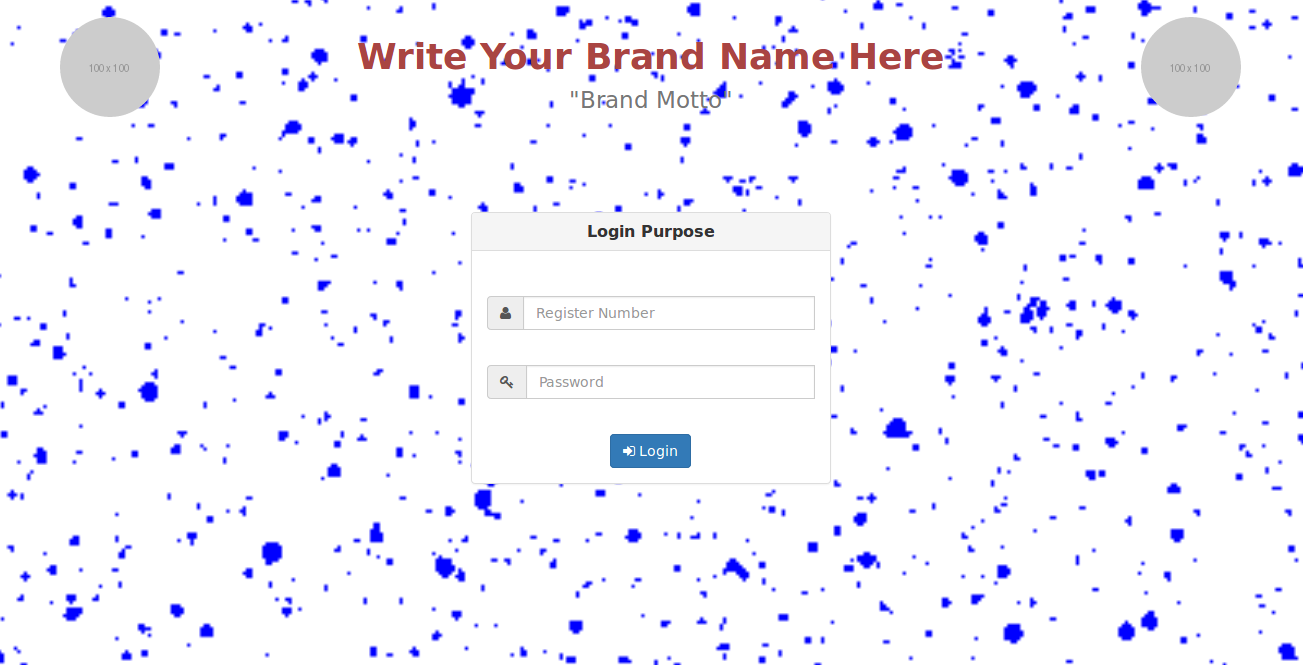 Write Your Brand Name Here
"Brand Motto"
100 x 100
100 x 100
Login Purpose
Register Number
Password
Login